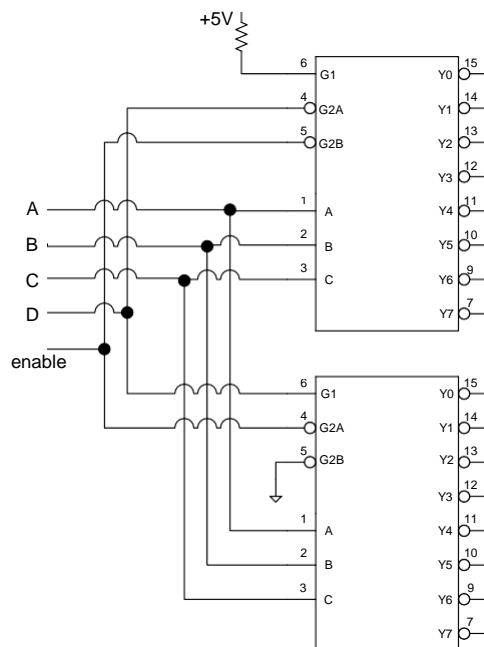 +5V
6 G1 Y0 15
4 G2A Y1 14
5 G2B Y2 13
Y3 12
A 1 A Y4 11
B 2 B Y5 10
C 3 C Y6 9
D Y7 7
enable
6 G1 Y0 15
4 G2A Y1 14
5 G2B Y2 13
Y3 12
1 A Y4 11
2 B Y5 10
3 C Y6 9
Y7 7